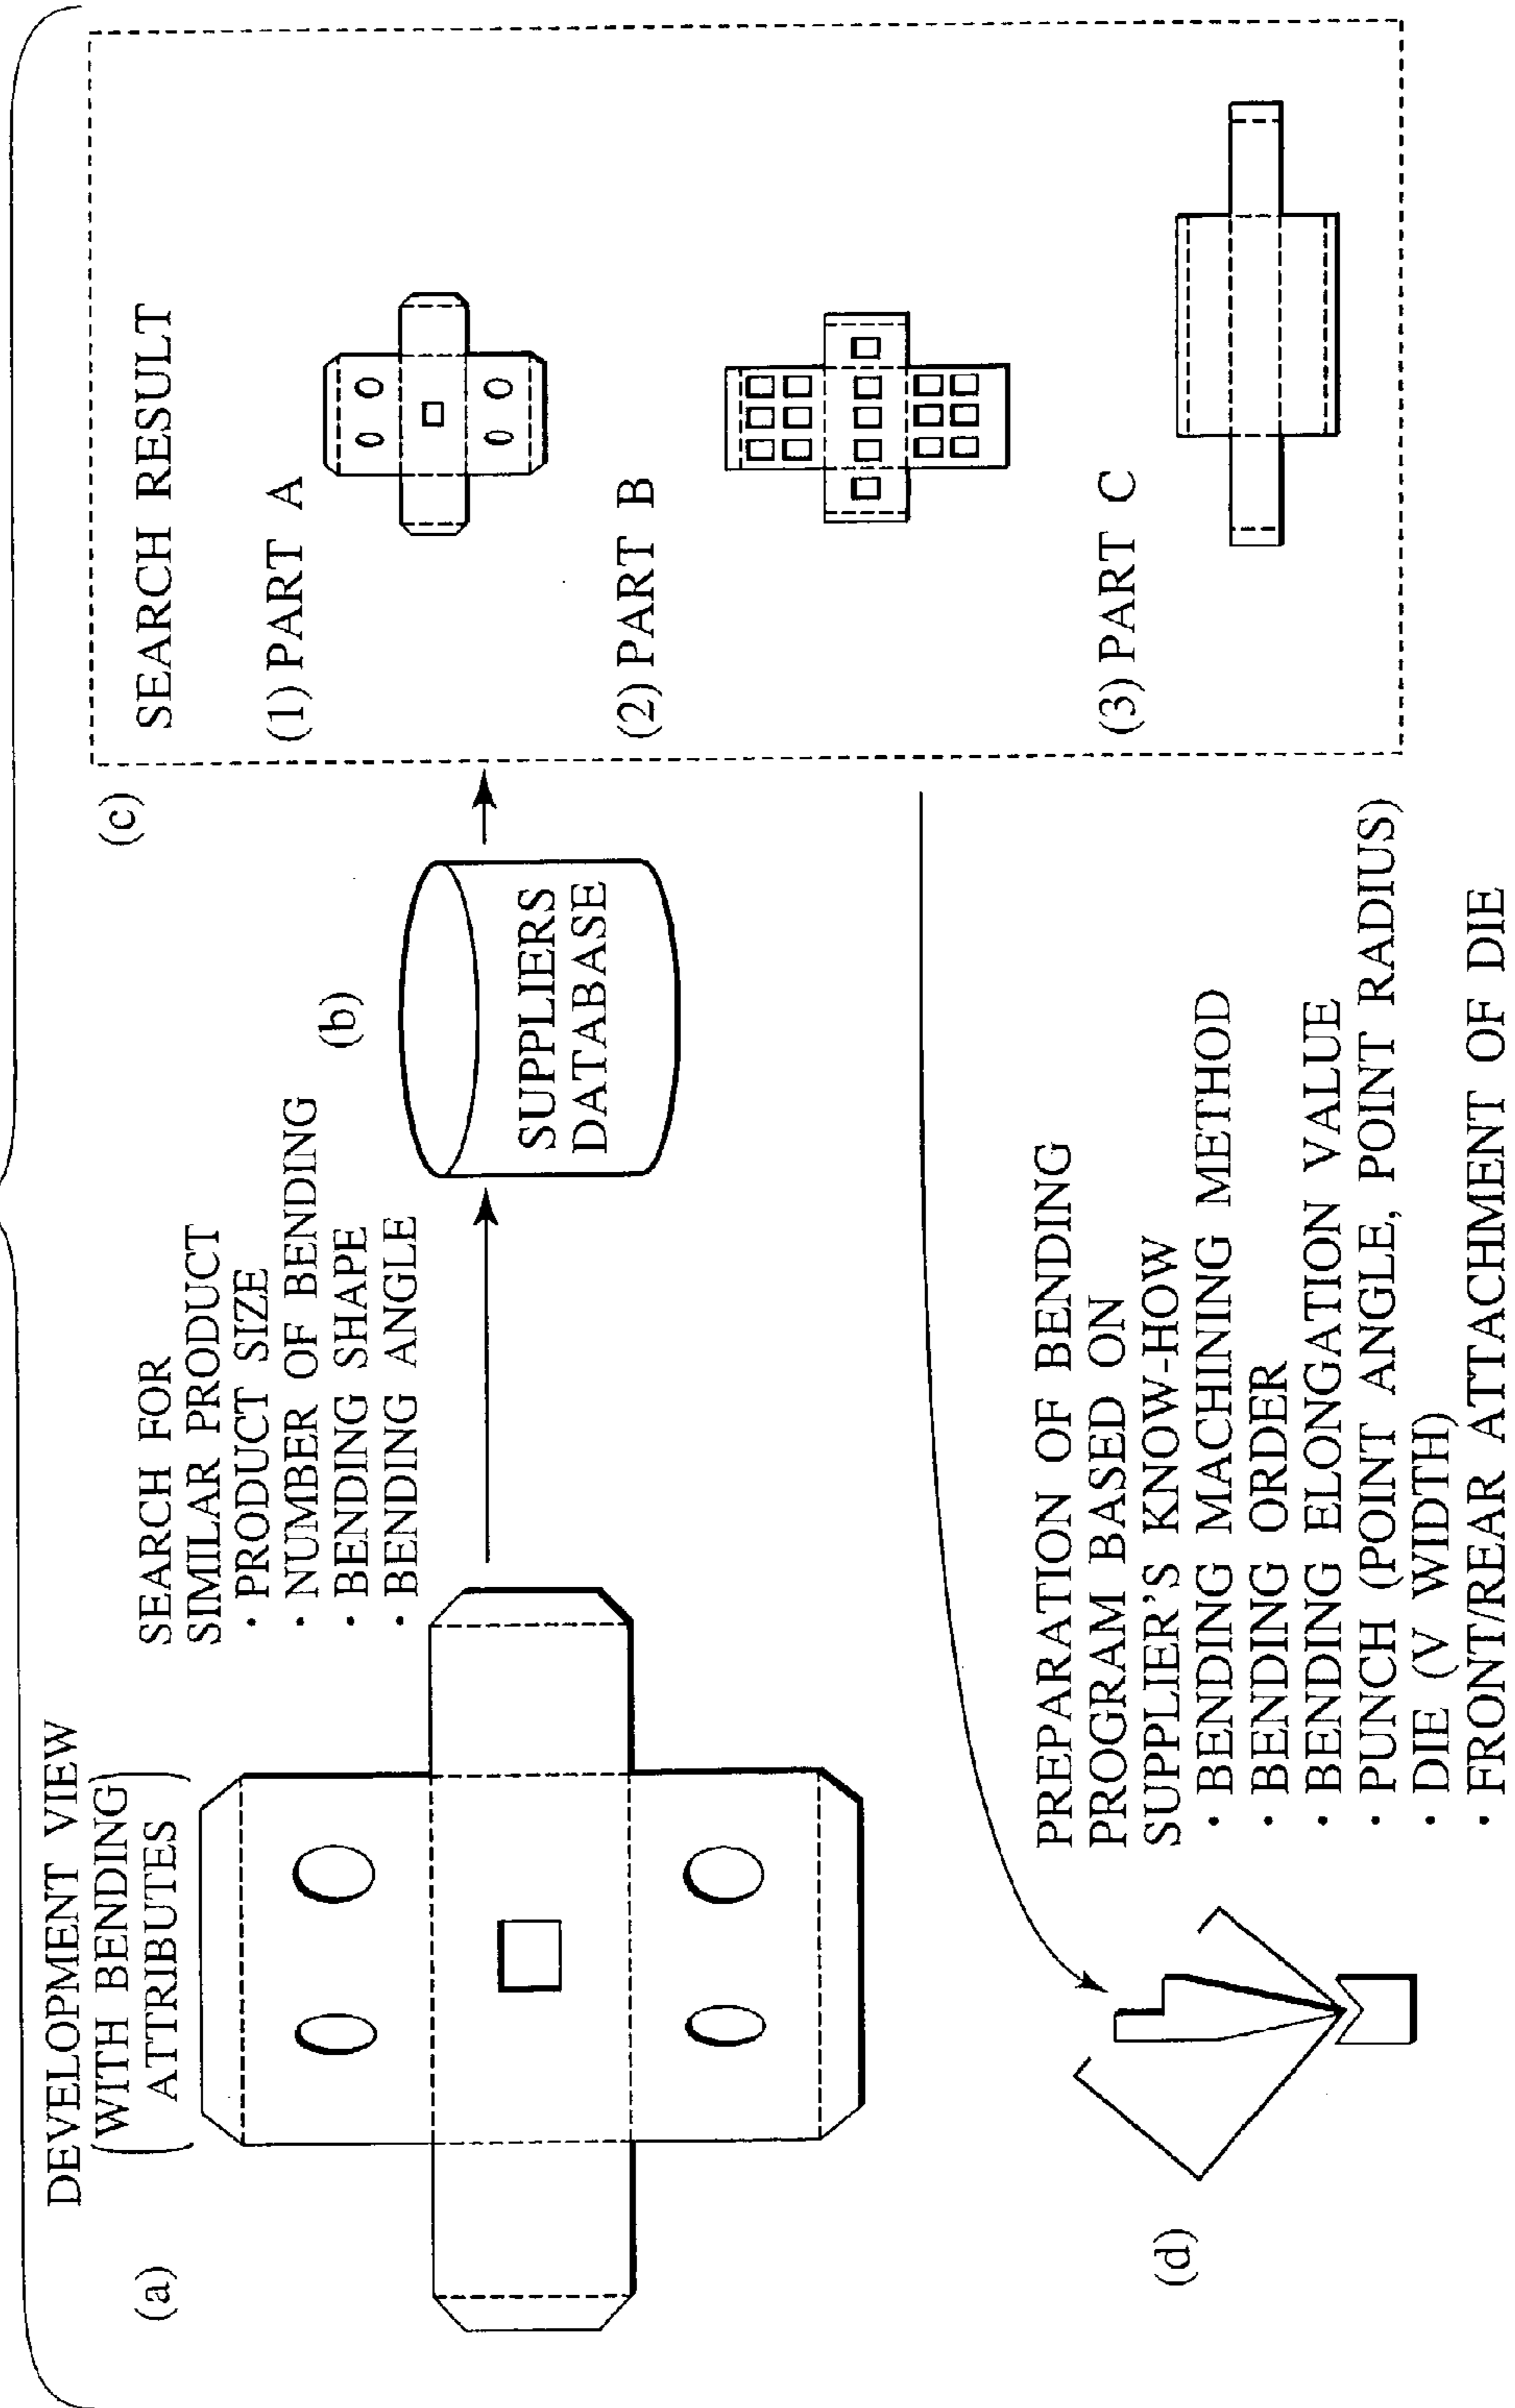 (a)
DEVELOPMENT VIEW
(WITH BENDING
ATTRIBUTES)
SEARCH FOR
SIMILAR PRODUCT
· PRODUCT SIZE
· NUMBER OF BENDING
· BENDING SHAPE
· BENDING ANGLE
(b)
SUPPLIERS
DATABASE
(c)
SEARCH RESULT
(1) PART A
(2) PART B
(3) PART C
(d)
PREPARATION OF BENDING
PROGRAM BASED ON
SUPPLIER'S KNOW-HOW
· BENDING MACHINING METHOD
· BENDING ORDER
· BENDING ELONGATION VALUE
· PUNCH (POINT ANGLE, POINT RADIUS)
· DIE (V WIDTH)
· FRONT/REAR ATTACHMENT OF DIE